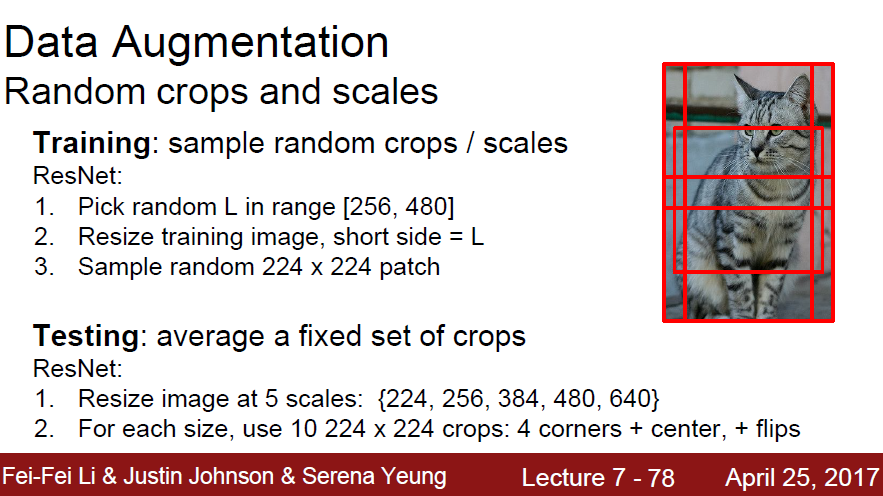 Data Augmentation
Random crops and scales
Training: sample random crops / scales
ResNet:
1. Pick random L in range [256, 480]
2. Resize training image, short side = L
3. Sample random 224 x 224 patch
Testing: average a fixed set of crops
ResNet:
1. Resize image at 5 scales: {224, 256, 384, 480, 640}
2. For each size, use 10 224 x 224 crops: 4 corners + center, + flips
Fei-Fei Li & Justin Johnson & Serena Yeung Lecture 7 - 78 April 25, 2017